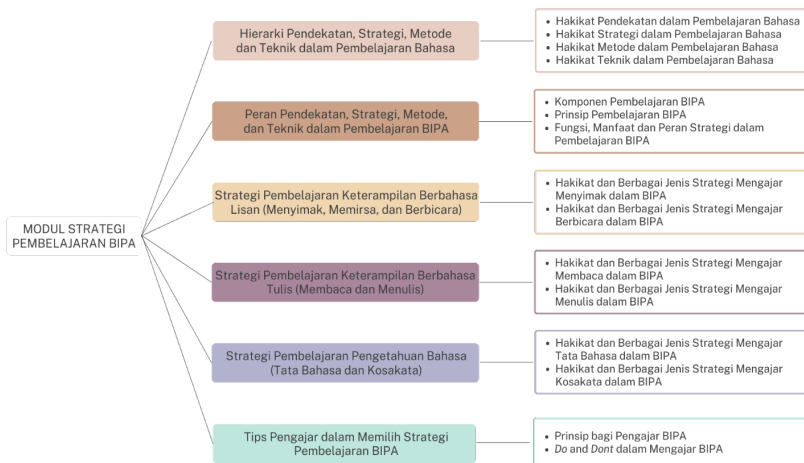 MODUL STRATEGI
PEMBELAJARAN BIPA
Hierarki Pendekatan, Strategi, Metode
dan Teknik dalam Pembelajaran Bahasa
• Hakikat Pendekatan dalam Pembelajaran Bahasa
• Hakikat Strategi dalam Pembelajaran Bahasa
• Hakikat Metode dalam Pembelajaran Bahasa
• Hakikat Teknik dalam Pembelajaran Bahasa
Peran Pendekatan, Strategi, Metode,
dan Teknik dalam Pembelajaran BIPA
• Komponen Pembelajaran BIPA
• Prinsip Pembelajaran BIPA
• Fungsi, Manfaat dan Peran Strategi dalam
Pembelajaran BIPA
Strategi Pembelajaran Keterampilan Berbahasa
Lisan (Menyimak, Memirsa, dan Berbicara)
• Hakikat dan Berbagai Jenis Strategi Mengajar
Menyimak dalam BIPA
• Hakikat dan Berbagai Jenis Strategi Mengajar
Berbicara dalam BIPA
Strategi Pembelajaran Keterampilan Berbahasa
Tulis (Membaca dan Menulis)
• Hakikat dan Berbagai Jenis Strategi Mengajar
Membaca dalam BIPA
• Hakikat dan Berbagai Jenis Strategi Mengajar
Menulis dalam BIPA
Strategi Pembelajaran Pengetahuan Bahasa
(Tata Bahasa dan Kosakata)
• Hakikat dan Berbagai Jenis Strategi Mengajar
Tata Bahasa dalam BIPA
• Hakikat dan Berbagai Jenis Strategi Mengajar
Kosakata dalam BIPA
Tips Pengajar dalam Memilih Strategi
Pembelajaran BIPA
• Prinsip bagi Pengajar BIPA
• Do and Dont dalam Mengajar BIPA